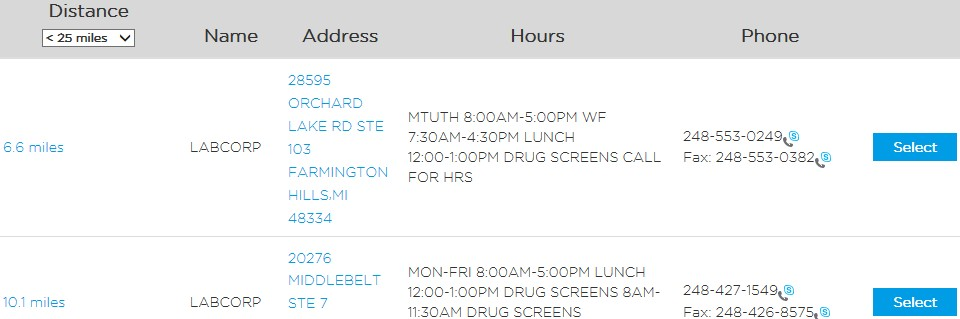 Distance
< 25 miles
Name
Address
Hours
Phone
6.6 miles
LABCORP
28595
ORCHARD
LAKE RD STE
103
FARMINGTON
HILLS,MI
48334
MTUTH 8:00AM-5:00PM WF
7:30AM-4:30PM LUNCH
12:00-1:00PM DRUG SCREENS CALL
FOR HRS
248-553-0249
Fax: 248-553-0382
Select
10.1 miles
LABCORP
20276
MIDDLEBELT
STE 7
MON-FRI 8:00AM-5:00PM LUNCH
12:00-1:00PM DRUG SCREENS 8AM-
11:30AM DRUG SCREENS
248-427-1549
Fax: 248-426-8575
Select